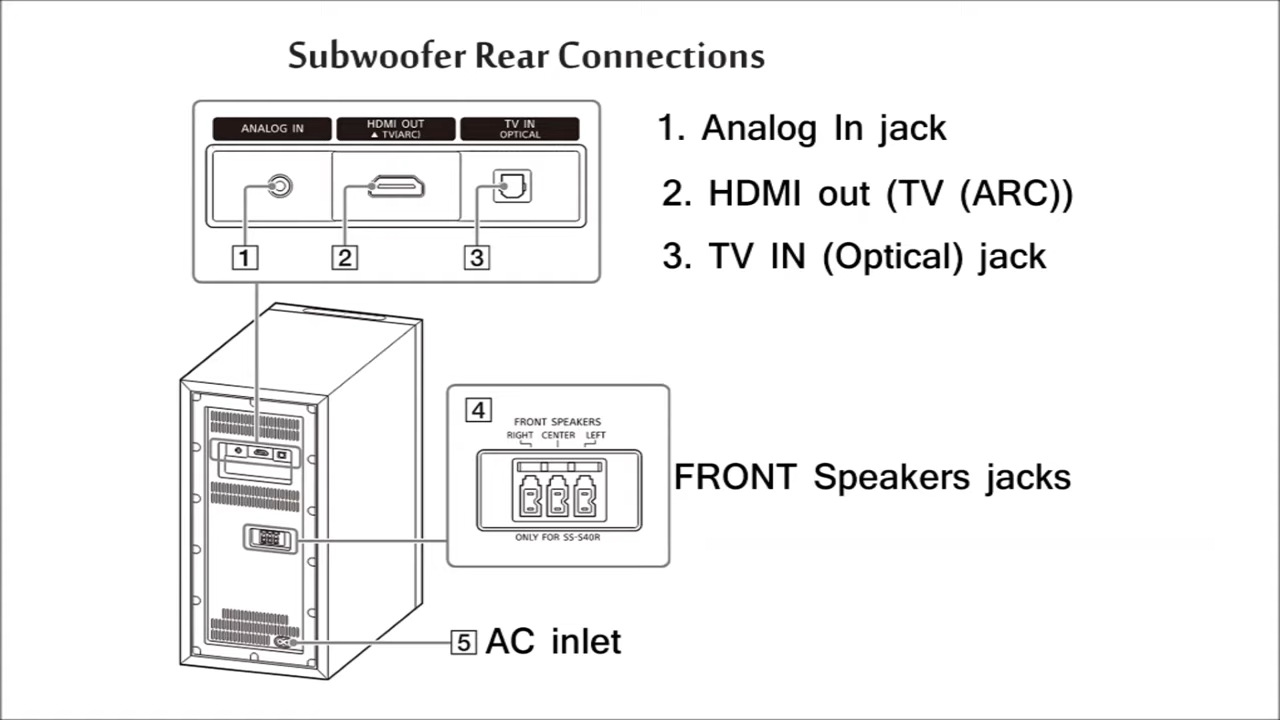 Subwoofer Rear Connections
ANALOG IN
HDMI OUT
▲ TV(ARC)
TV IN
OPTICAL
1
2
3
1. Analog In jack
2. HDMI out (TV (ARC))
3. TV IN (Optical) jack
4
FRONT SPEAKERS
RIGHT CENTER LEFT
ONLY FOR SS-S40R
FRONT Speakers jacks
5 AC inlet